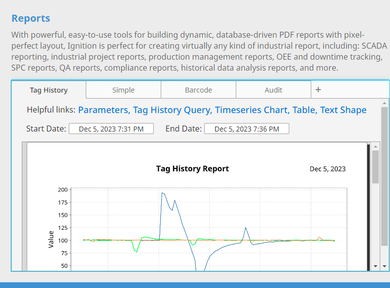 Reports
With powerful, easy-to-use tools for building dynamic, database-driven PDF reports with pixel-
perfect layout, Ignition is perfect for creating virtually any kind of industrial report, including: SCADA
reporting, industrial project reports, production management reports, OEE and downtime tracking,
SPC reports, QA reports, compliance reports, historical data analysis reports, and more.
Tag History Simple Barcode Audit +
Helpful links: Parameters, Tag History Query, Timeseries Chart, Table, Text Shape
Start Date: Dec 5, 2023 7:31 PM End Date: Dec 5, 2023 7:36 PM
Tag History Report Dec 5, 2023
200
175
150
125
100
75
50
Value